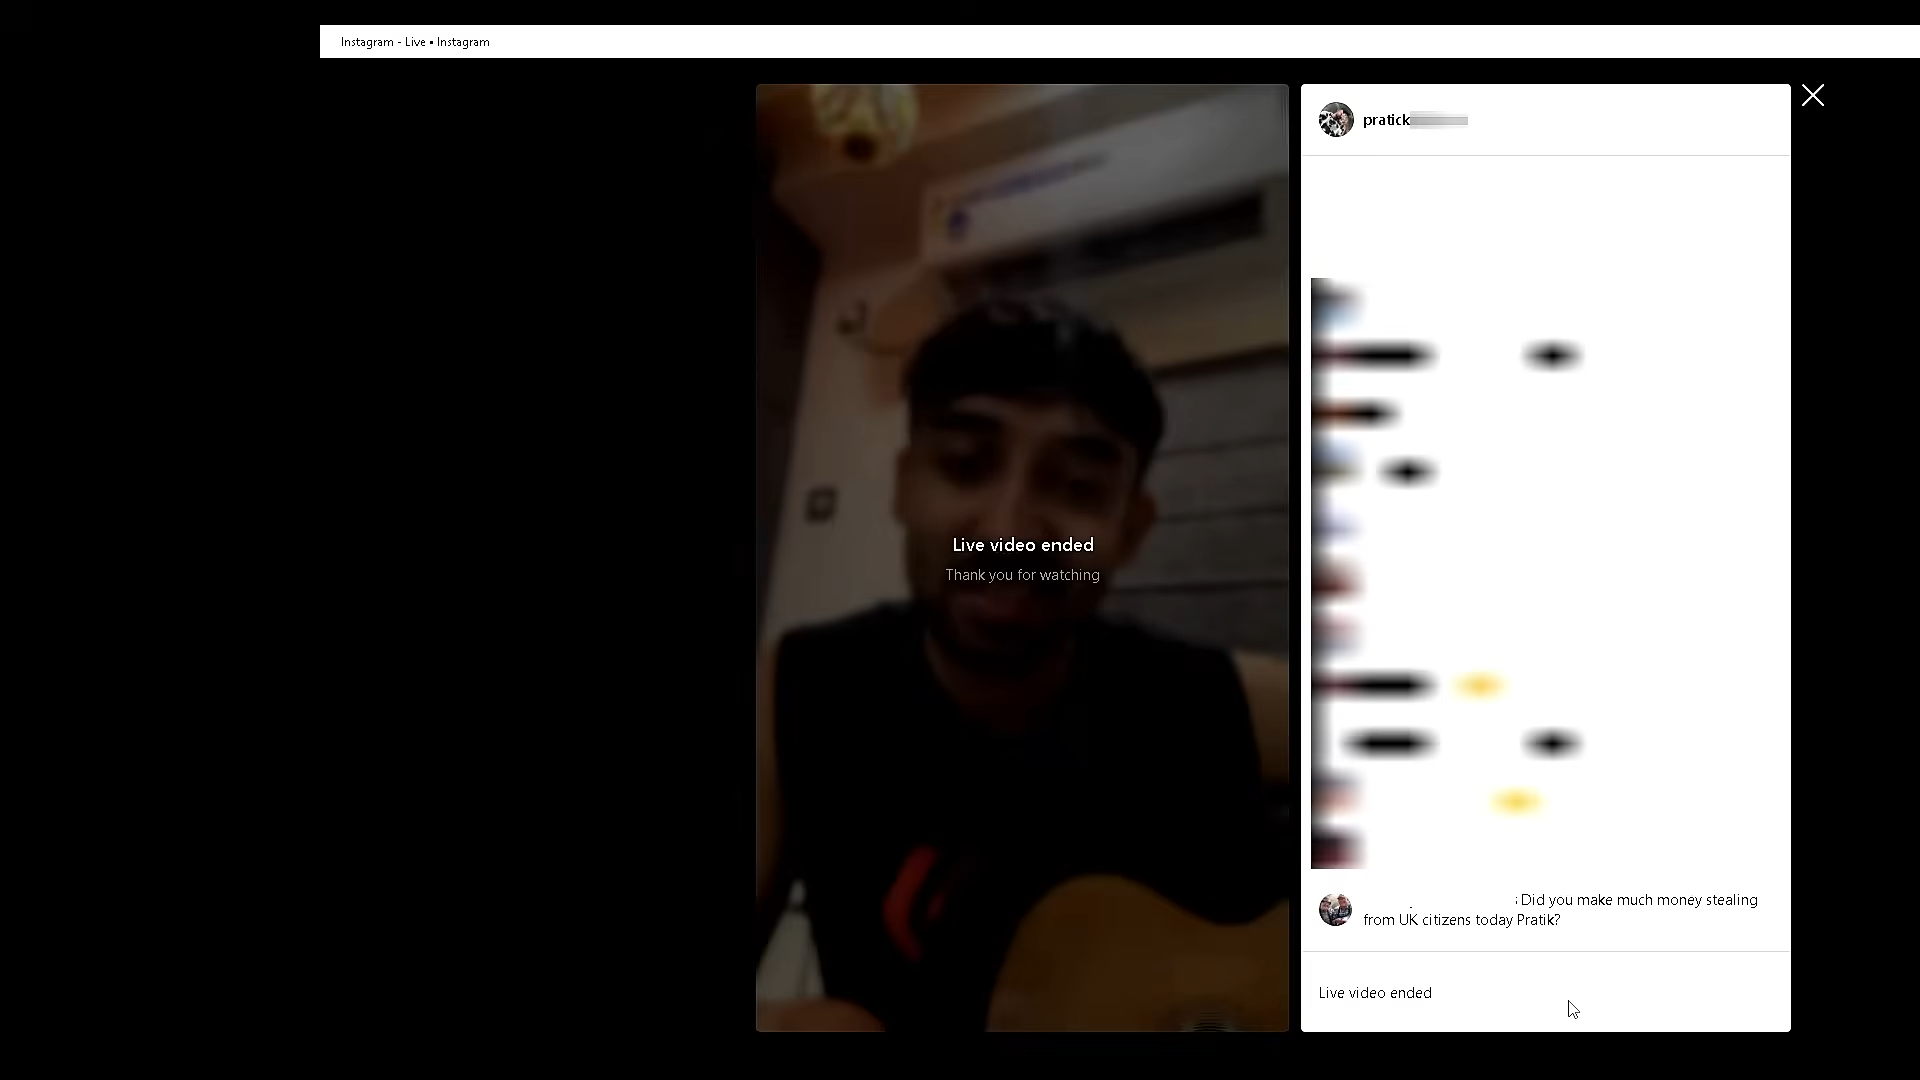 Instagram - Live • Instagram
pratick
Live video ended
Thank you for watching
Did you make much money stealing
from UK citizens today Pratik?
Live video ended